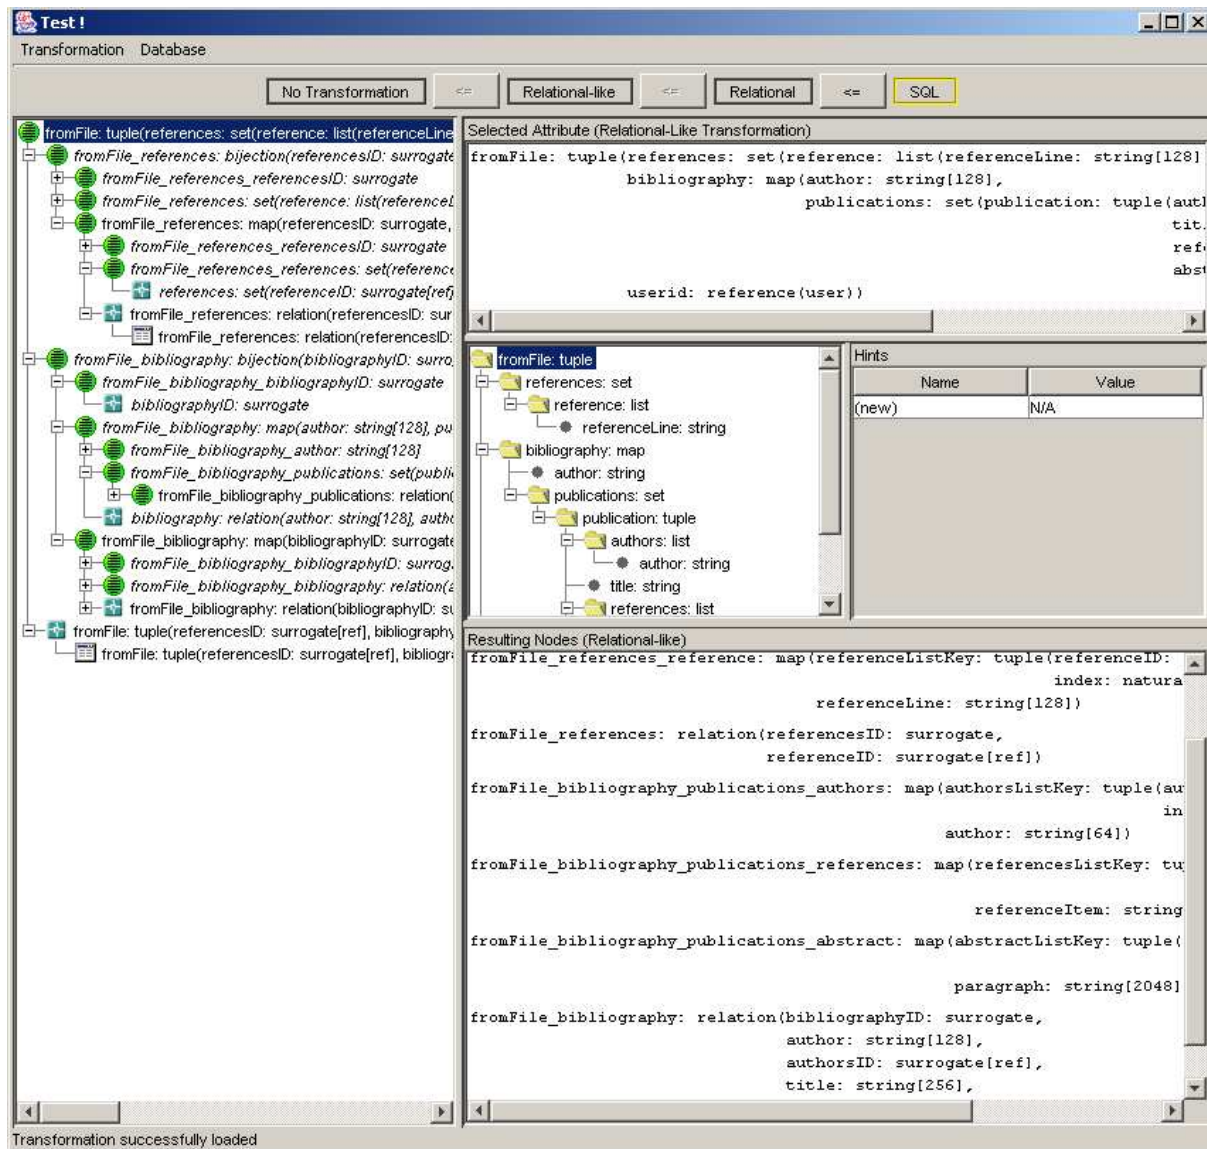 Test !
Transformation Database
No Transformation <= Relational-like <= Relational <= SQL
fromFile: tuple(references: set(reference: list(referenceLine
fromFile_references: bijection(referencesID: surrogate
fromFile_references_referencesID: surrogate
fromFile_references: set(reference: list(reference
fromFile_references: map(referencesID: surrogate,
fromFile_references_referencesID: surrogate
fromFile_references_references: set(reference
references: set(referenceID: surrogate[ref]
fromFile_references: relation(referencesID: sur
fromFile_references: relation(referencesID:
fromFile_bibliography: bijection(bibliographyID: surro
fromFile_bibliography_bibliographyID: surrogate
bibliographyID: surrogate
fromFile_bibliography: map(author: string[128], pu
fromFile_bibliography_author: string[128]
fromFile_bibliography_publications: set(publi
fromFile_bibliography_publications: relation(
bibliography: relation(author: string[128], autho
fromFile_bibliography: map(bibliographyID: surrogate
fromFile_bibliography_bibliographyID: surrog
fromFile_bibliography_bibliography: relation(a
fromFile_bibliography: relation(bibliographyID: su
fromFile: tuple(referencesID: surrogate[ref], bibliography
fromFile: tuple(referencesID: surrogate[ref], bibliogra
Selected Attribute (Relational-Like Transformation)
fromFile: tuple(references: set(reference: list(referenceLine: string[128]
bibliography: map(author: string[128],
publications: set(publication: tuple(auth
tit
ref
abst
userid: reference(user))
fromFile: tuple
references: set
reference: list
referenceLine: string
bibliography: map
author: string
publications: set
publication: tuple
authors: list
author: string
title: string
references: list
Hints
Name Value
(new) N/A
Resulting Nodes (Relational-like)
fromFile_references_reference: map(referenceListKey: tuple(referenceID:
index: natura
referenceLine: string[128])
fromFile_references: relation(referencesID: surrogate,
referenceID: surrogate[ref])
fromFile_bibliography_publications_authors: map(authorsListKey: tuple(au
in
author: string[64])
fromFile_bibliography_publications_references: map(referencesListKey: tu
referenceItem: string
fromFile_bibliography_publications_abstract: map(abstractListKey: tuple(
paragraph: string[2048]
fromFile_bibliography: relation(bibliographyID: surrogate,
author: string[128],
authorsID: surrogate[ref],
title: string[256],
Transformation successfully loaded